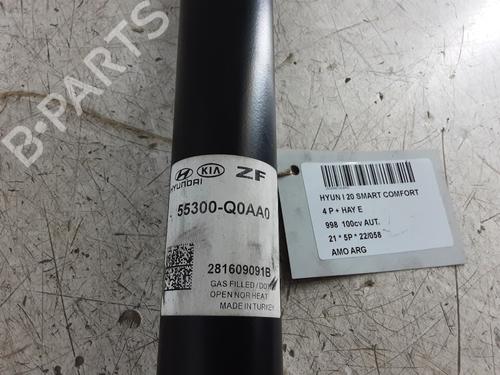 B-PARTS
HYUNDAI KIA ZF
55300-Q0AA0
281609091B
GAS FILLED / DO
OPEN NOR HEAT
MADE IN TURKEY
HYUN I 20 SMART COMFORT
4 P + HAY E
998 100cv AUT.
21 * 5P * 22/058
AMO ARG